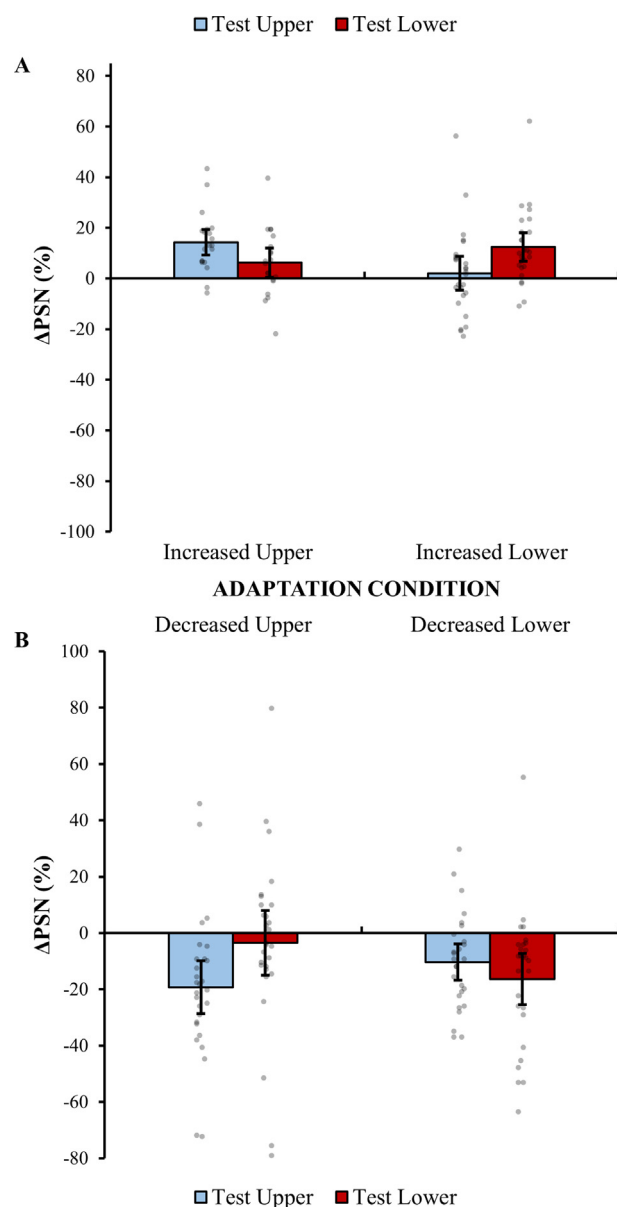 Test Upper Test Lower
A
80
60
40
20
0
-20
-40
-60
-80
-100
ΔPSN (%)
Increased Upper Increased Lower
ADAPTATION CONDITION
Decreased Upper Decreased Lower
B
100
80
60
40
20
0
-20
-40
-60
-80
ΔPSN (%)
Test Upper Test Lower